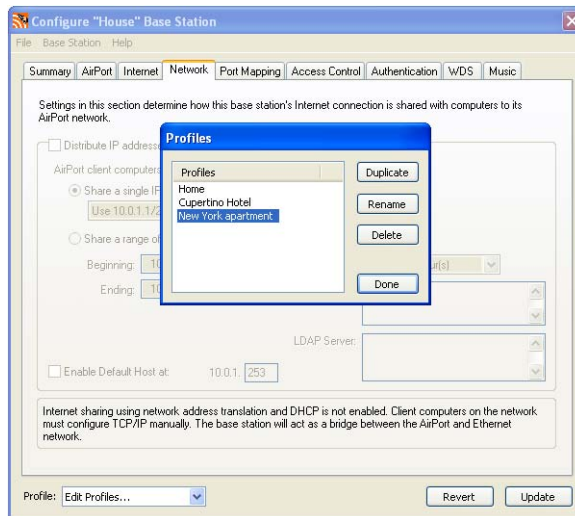 Configure "House" Base Station
File Base Station Help
Summary AirPort Internet Network Port Mapping Access Control Authentication WDS Music
Settings in this section determine how this base station's Internet connection is shared with computers to its
AirPort network.
Distribute IP addresse
AirPort client computers
Share a single IP
Use 10.0.1.1/2
Share a range of
Beginning: 10
ur(s)
Ending: 10
Profiles
Profiles
Home
Cupertino Hotel
New York apartment
Duplicate
Rename
Delete
Done
LDAP Server:
Enable Default Host at: 10.0.1. 253
Internet sharing using network address translation and DHCP is not enabled. Client computers on the network
must configure TCP/IP manually. The base station will act as a bridge between the AirPort and Ethernet
network.
Profile: Edit Profiles... Revert Update